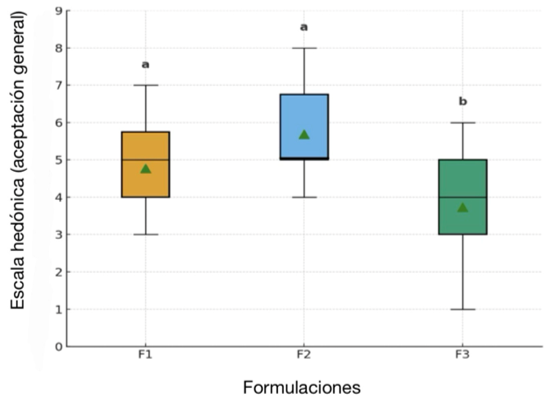 Escala hedónica (aceptación general)
9
8
7
6
5
4
3
2
1
0
a
a
b
F1
F2
F3
Formulaciones